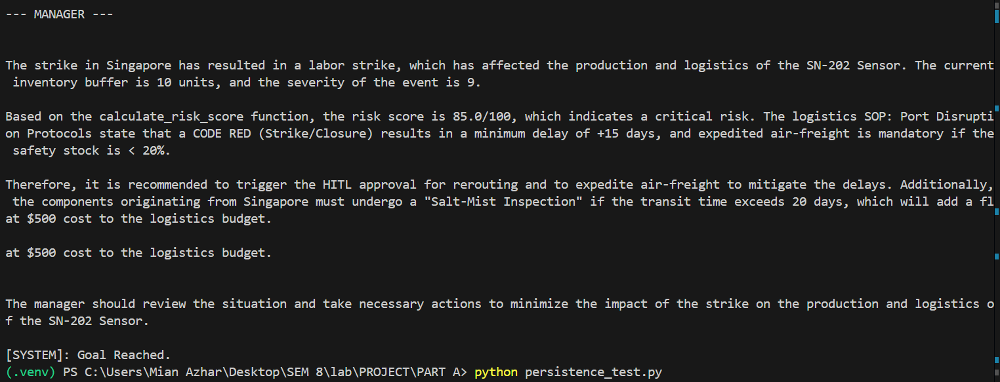 --- MANAGER ---
The strike in Singapore has resulted in a labor strike, which has affected the production and logistics of the SN-202 Sensor. The current
 inventory buffer is 10 units, and the severity of the event is 9.
Based on the calculate_risk_score function, the risk score is 85.0/100, which indicates a critical risk. The logistics SOP: Port Disrupti
on Protocols state that a CODE RED (Strike/Closure) results in a minimum delay of +15 days, and expedited air-freight is mandatory if the
 safety stock is < 20%.
Therefore, it is recommended to trigger the HITL approval for rerouting and to expedite air-freight to mitigate the delays. Additionally,
 the components originating from Singapore must undergo a "Salt-Mist Inspection" if the transit time exceeds 20 days, which will add a fl
at $500 cost to the logistics budget.
at $500 cost to the logistics budget.
The manager should review the situation and take necessary actions to minimize the impact of the strike on the production and logistics o
f the SN-202 Sensor.
[SYSTEM]: Goal Reached.
(.venv) PS C:\Users\Mian Azhar\Desktop\SEM 8\lab\PROJECT\PART A> python persistence_test.py